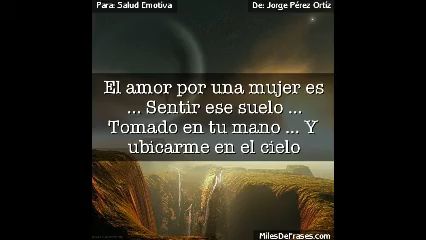 Para: Salud Emotiva
De: Jorge Pérez Ortíz
El amor por una mujer es
... Sentir ese suelo ...
Tomado en tu mano ... Y
ubicarme en el cielo
MilesDeFrases.com